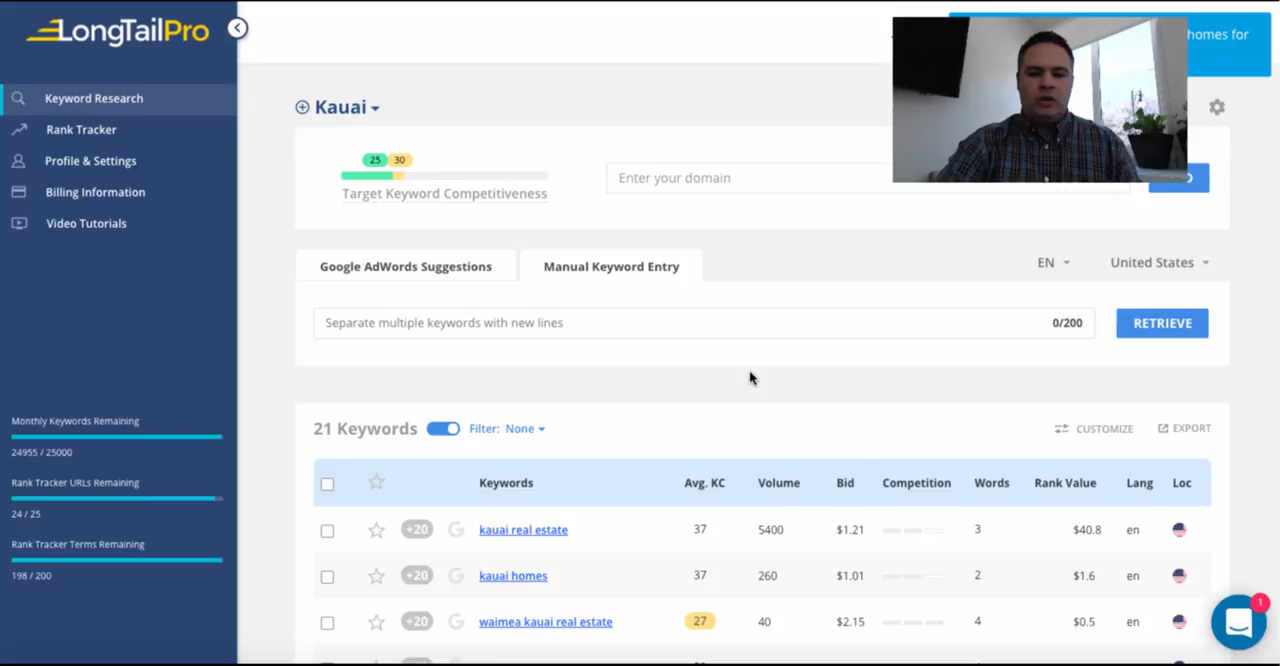 LongTailPro
homes for
Keyword Research
Rank Tracker
Profile & Settings
Billing Information
Video Tutorials
Monthly Keywords Remaining
24955 / 25000
Rank Tracker URLs Remaining
24 / 25
Rank Tracker Terms Remaining
198 / 200
Kauai
25 30
Target Keyword Competitiveness
Enter your domain
Google AdWords Suggestions Manual Keyword Entry EN United States
Separate multiple keywords with new lines 0/200 RETRIEVE
21 Keywords Filter: None CUSTOMIZE EXPORT
Keywords Avg. KC Volume Bid Competition Words Rank Value Lang Loc
+20 kauai real estate 37 5400 $1.21 3 $40.8 en
+20 kauai homes 37 260 $1.01 2 $1.6 en
+20 waimea kauai real estate 27 40 $2.15 4 $0.5 en
1